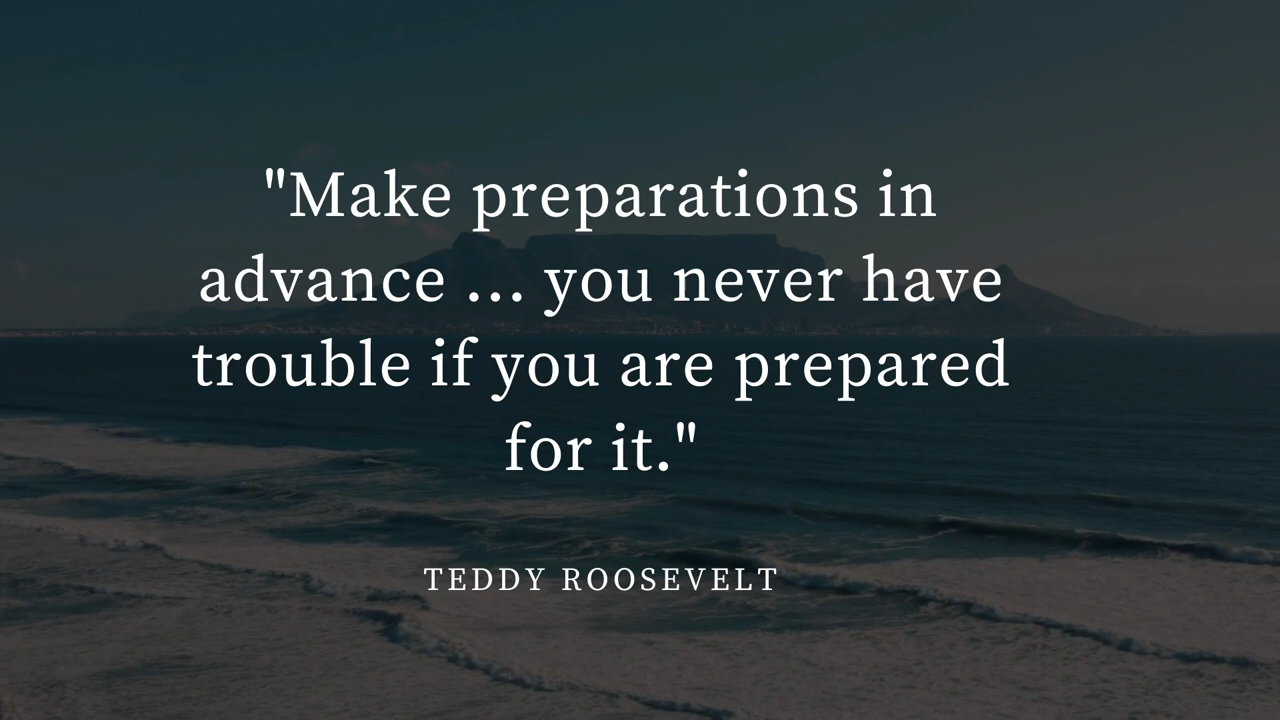 "Make preparations in
advance ... you never have
trouble if you are prepared
for it."
TEDDY ROOSEVELT